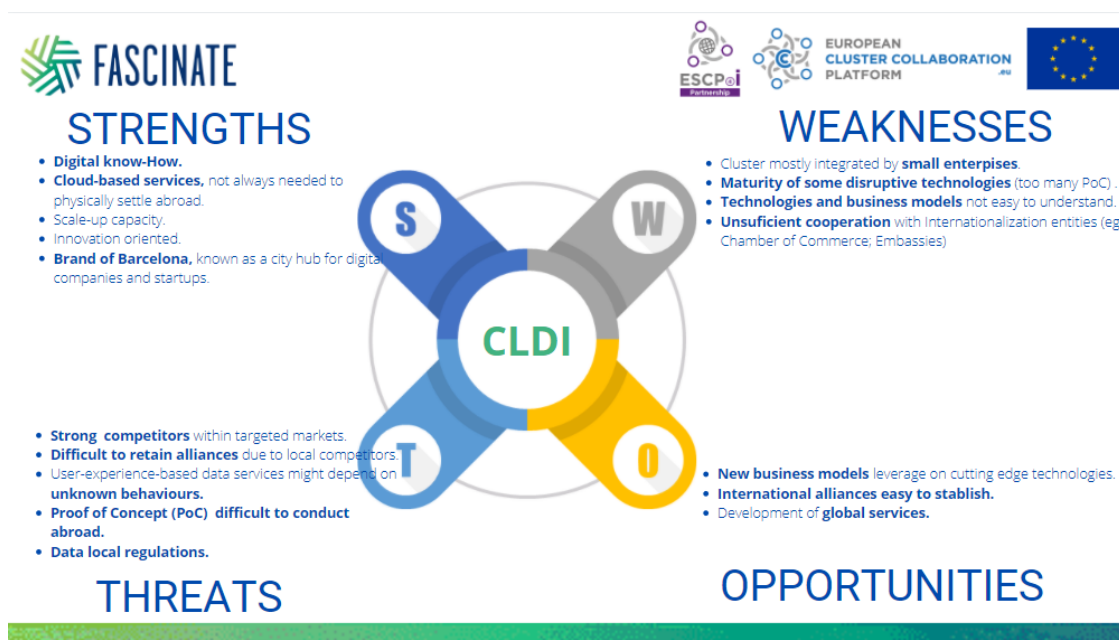 FASCINATE
ESCP
Partnership
EUROPEAN
CLUSTER COLLABORATION
PLATFORM .eu
STRENGTHS
• Digital know-How.
• Cloud-based services, not always needed to
physically settle abroad.
• Scale-up capacity.
• Innovation oriented.
• Brand of Barcelona, known as a city hub for digital
companies and startups.
WEAKNESSES
• Cluster mostly integrated by small enterpises.
• Maturity of some disruptive technologies (too many PoC) .
• Technologies and business models not easy to understand.
• Unsuficient cooperation with Internationalization entities (eg
Chamber of Commerce; Embassies)
S
W
CLDI
T
O
• Strong competitors within targeted markets.
• Difficult to retain alliances due to local competitors.
• User-experience-based data services might depend on
unknown behaviours.
• Proof of Concept (PoC) difficult to conduct
abroad.
• Data local regulations.
THREATS
• New business models leverage on cutting edge technologies.
• International alliances easy to stablish.
• Development of global services.
OPPORTUNITIES